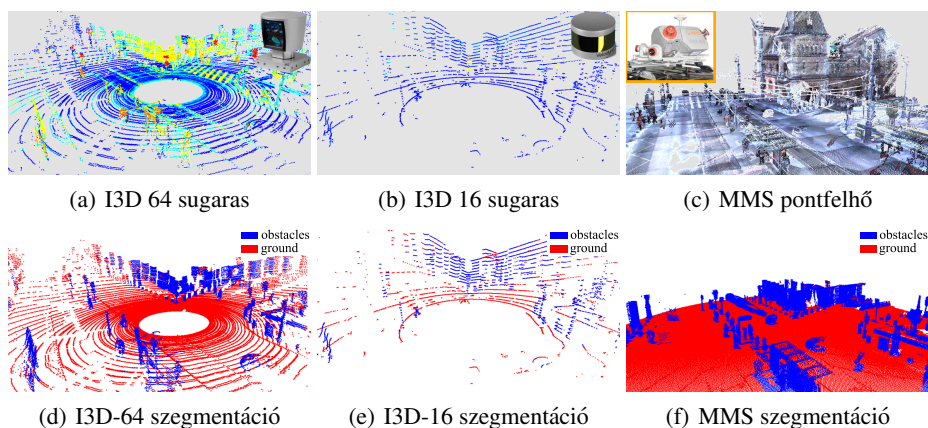 (a) I3D 64 sugaras
(b) I3D 16 sugaras
(c) MMS pontfelhő
obstacles
ground
obstacles
ground
obstacles
ground
(d) I3D-64 szegmentáció
(e) I3D-16 szegmentáció
(f) MMS szegmentáció